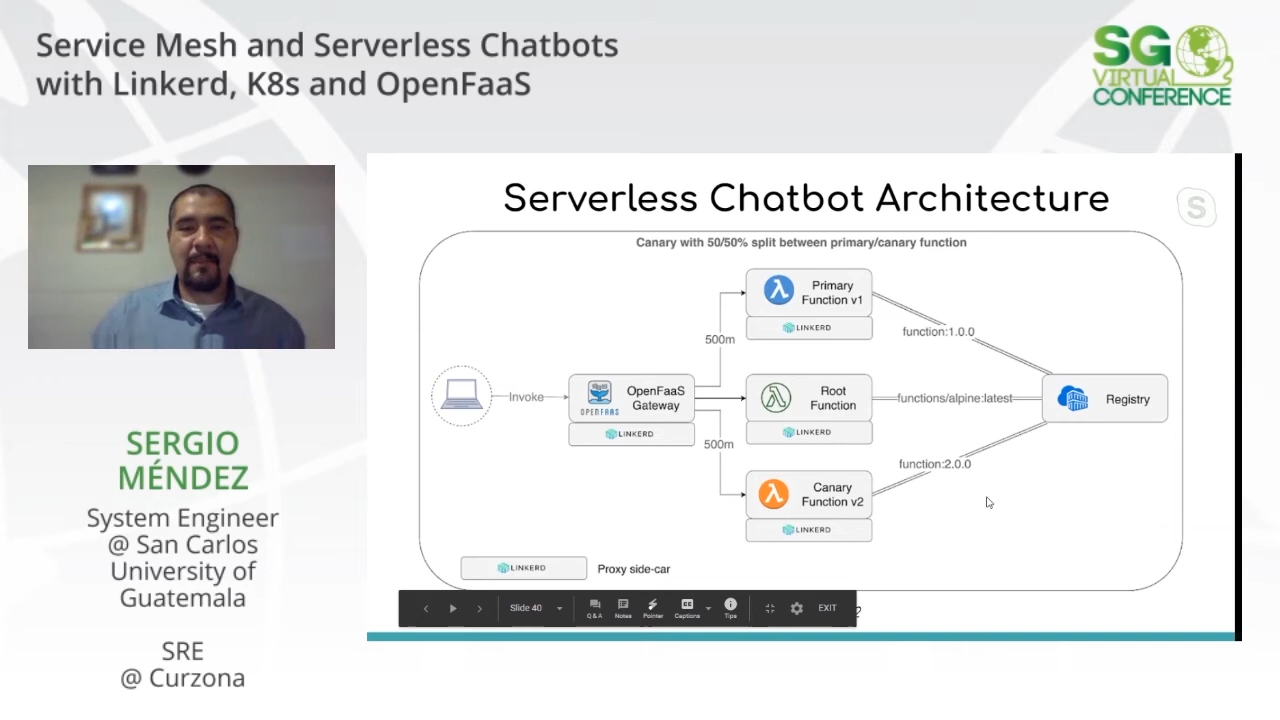 Service Mesh and Serverless Chatbots
with Linkerd, K8s and OpenFaaS
SG
VIRTUAL
CONFERENCE
Serverless Chatbot Architecture
S
Canary with 50/50% split between primary/canary function
Primary
Function v1
LINKERD
500m
function:1.0.0
Invoke
OpenFaaS
Gateway
OPENFAAS
LINKERD
Root
Function
LINKERD
functions/alpine:latest
Registry
500m
function:2.0.0
Canary
Function v2
LINKERD
LINKERD
Proxy side-car
Slide 40
Q&A
Notes
Pointer
CC
Captions
Tips
EXIT
?
SERGIO
MÉNDEZ
System Engineer
@ San Carlos
University of
Guatemala
SRE
@ Curzona